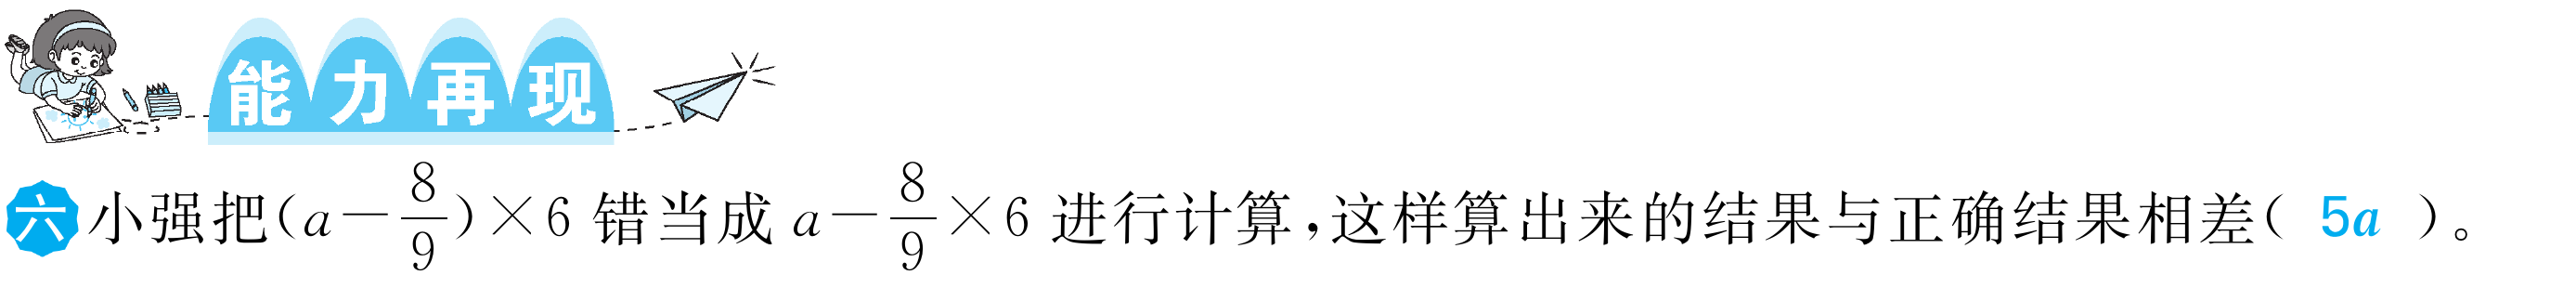 能力再现
六 小强把(a－8/9)×6 错当成 a－8/9×6 进行计算,这样算出来的结果与正确结果相差( 5a )。